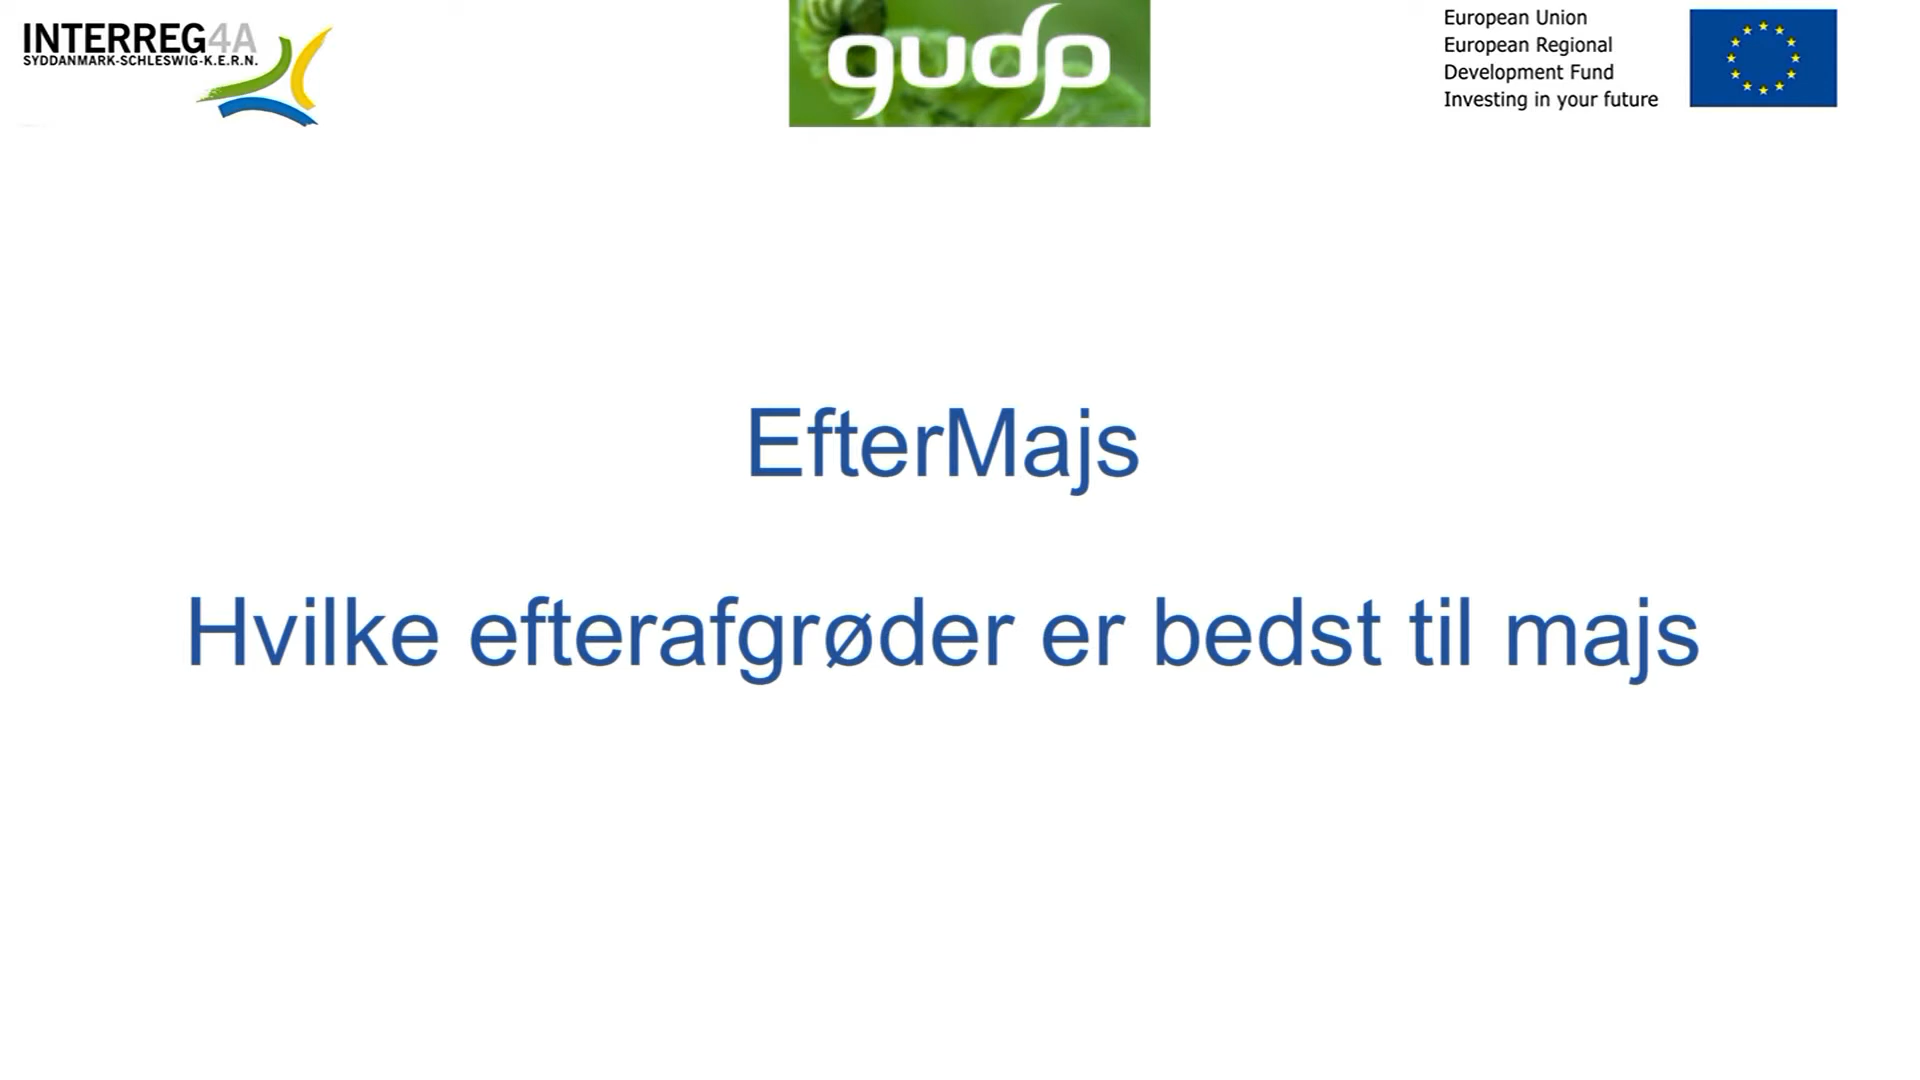 INTERREG4A
SYDDANMARK-SCHLESWIG-K.E.R.N.
gudp
European Union
European Regional
Development Fund
Investing in your future
EfterMajs
Hvilke efterafgrøder er bedst til majs